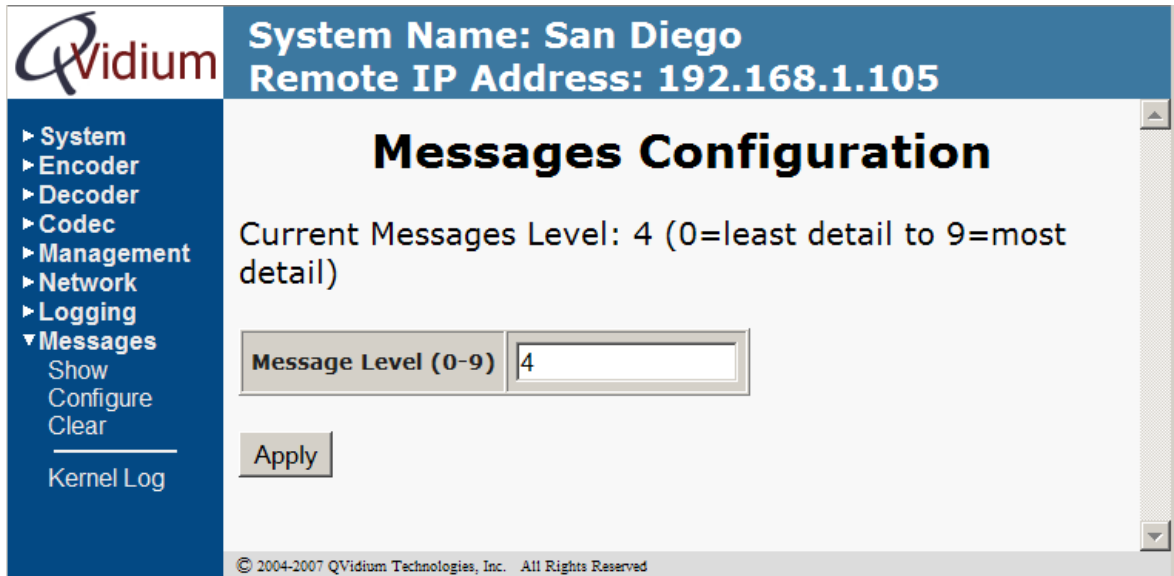 QVidium
System Name: San Diego
Remote IP Address: 192.168.1.105
System
Encoder
Decoder
Codec
Management
Network
Logging
Messages
Show
Configure
Clear
Kernel Log
Messages Configuration
Current Messages Level: 4 (0=least detail to 9=most
detail)
Message Level (0-9) 4
Apply
© 2004-2007 QVidium Technologies, Inc. All Rights Reserved